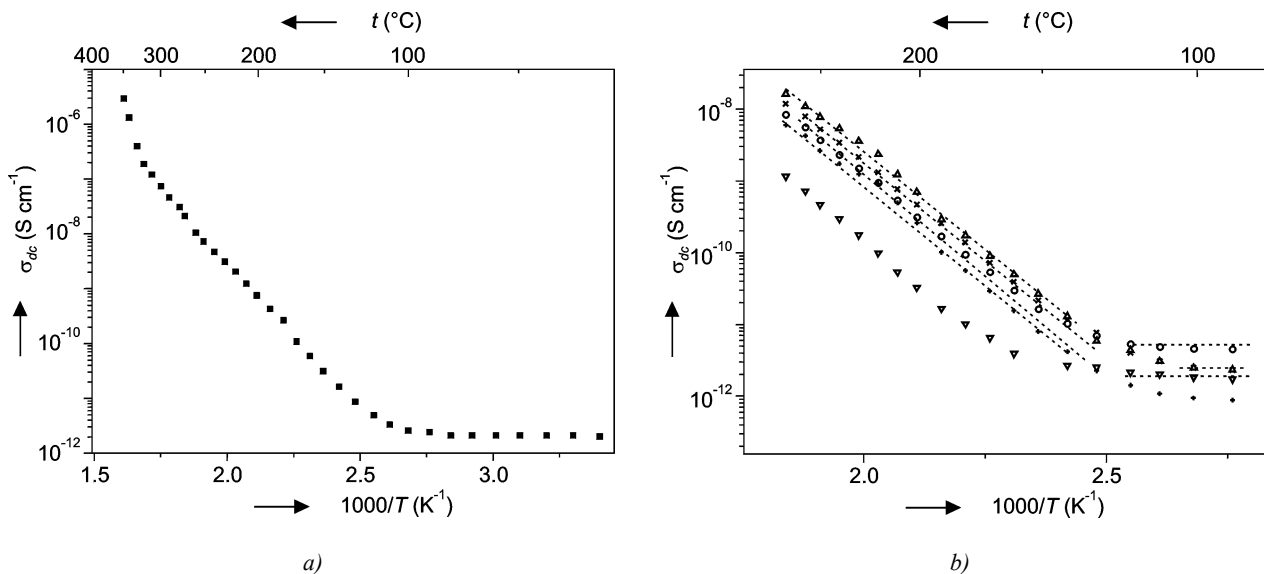 t (°C)
400 300 200 100
10⁻⁶
10⁻⁸
10⁻¹⁰
10⁻¹²
σdc (S cm⁻¹)
1.5 2.0 2.5 3.0
1000/T (K⁻¹)
a)
t (°C)
200 100
10⁻⁸
10⁻¹⁰
10⁻¹²
σdc (S cm⁻¹)
2.0 2.5
1000/T (K⁻¹)
b)